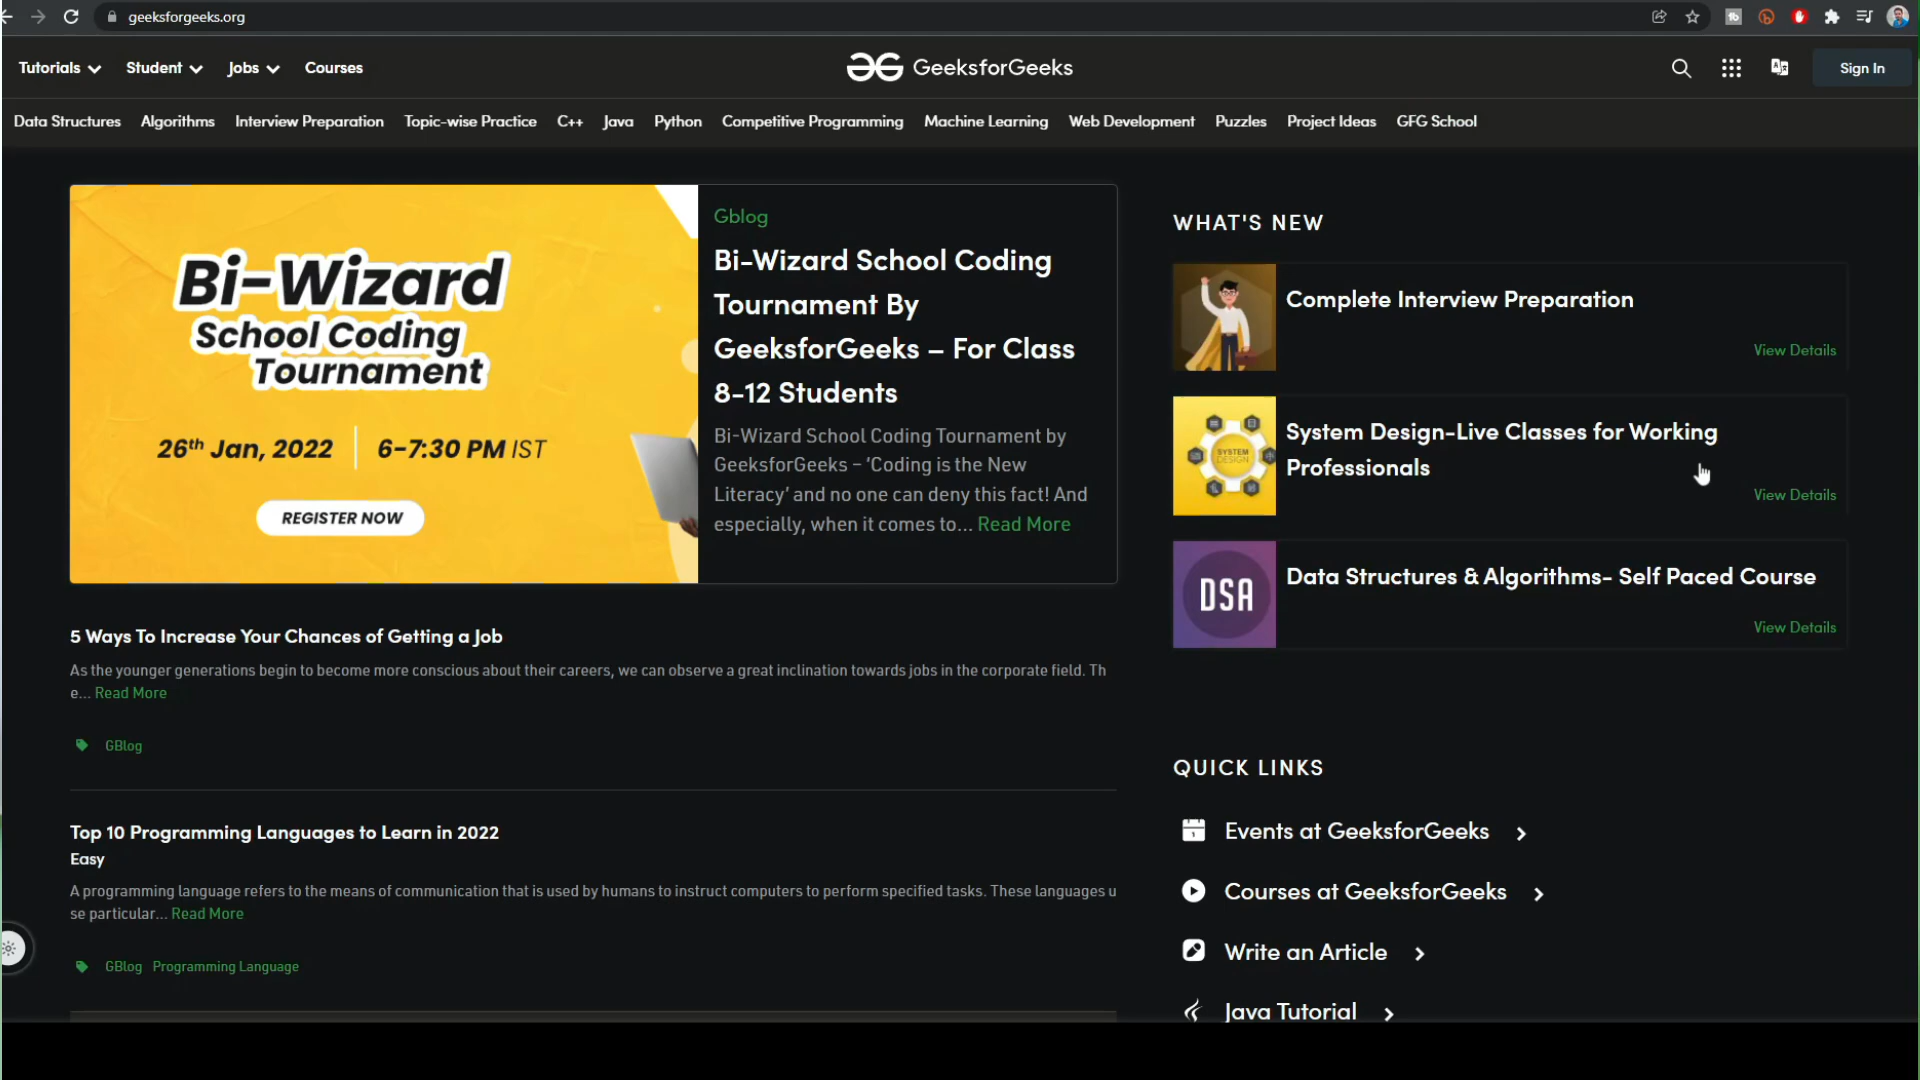 geeksforgeeks.org
Tutorials Student Jobs Courses
GeeksforGeeks
Sign In
Data Structures Algorithms Interview Preparation Topic-wise Practice C++ Java Python Competitive Programming Machine Learning Web Development Puzzles Project Ideas GFG School
Bi-Wizard
School Coding
Tournament
26th Jan, 2022 6-7:30 PM IST
REGISTER NOW
Gblog
Bi-Wizard School Coding
Tournament By
GeeksforGeeks – For Class
8-12 Students
Bi-Wizard School Coding Tournament by
GeeksforGeeks – 'Coding is the New
Literacy' and no one can deny this fact! And
especially, when it comes to... Read More
5 Ways To Increase Your Chances of Getting a Job
As the younger generations begin to become more conscious about their careers, we can observe a great inclination towards jobs in the corporate field. Th
e... Read More
GBlog
Top 10 Programming Languages to Learn in 2022
Easy
A programming language refers to the means of communication that is used by humans to instruct computers to perform specified tasks. These languages u
se particular... Read More
GBlog Programming Language
WHAT'S NEW
Complete Interview Preparation
View Details
SYSTEM
DESIGN
System Design-Live Classes for Working
Professionals
View Details
DSA
Data Structures & Algorithms- Self Paced Course
View Details
QUICK LINKS
Events at GeeksforGeeks
Courses at GeeksforGeeks
Write an Article
Java Tutorial